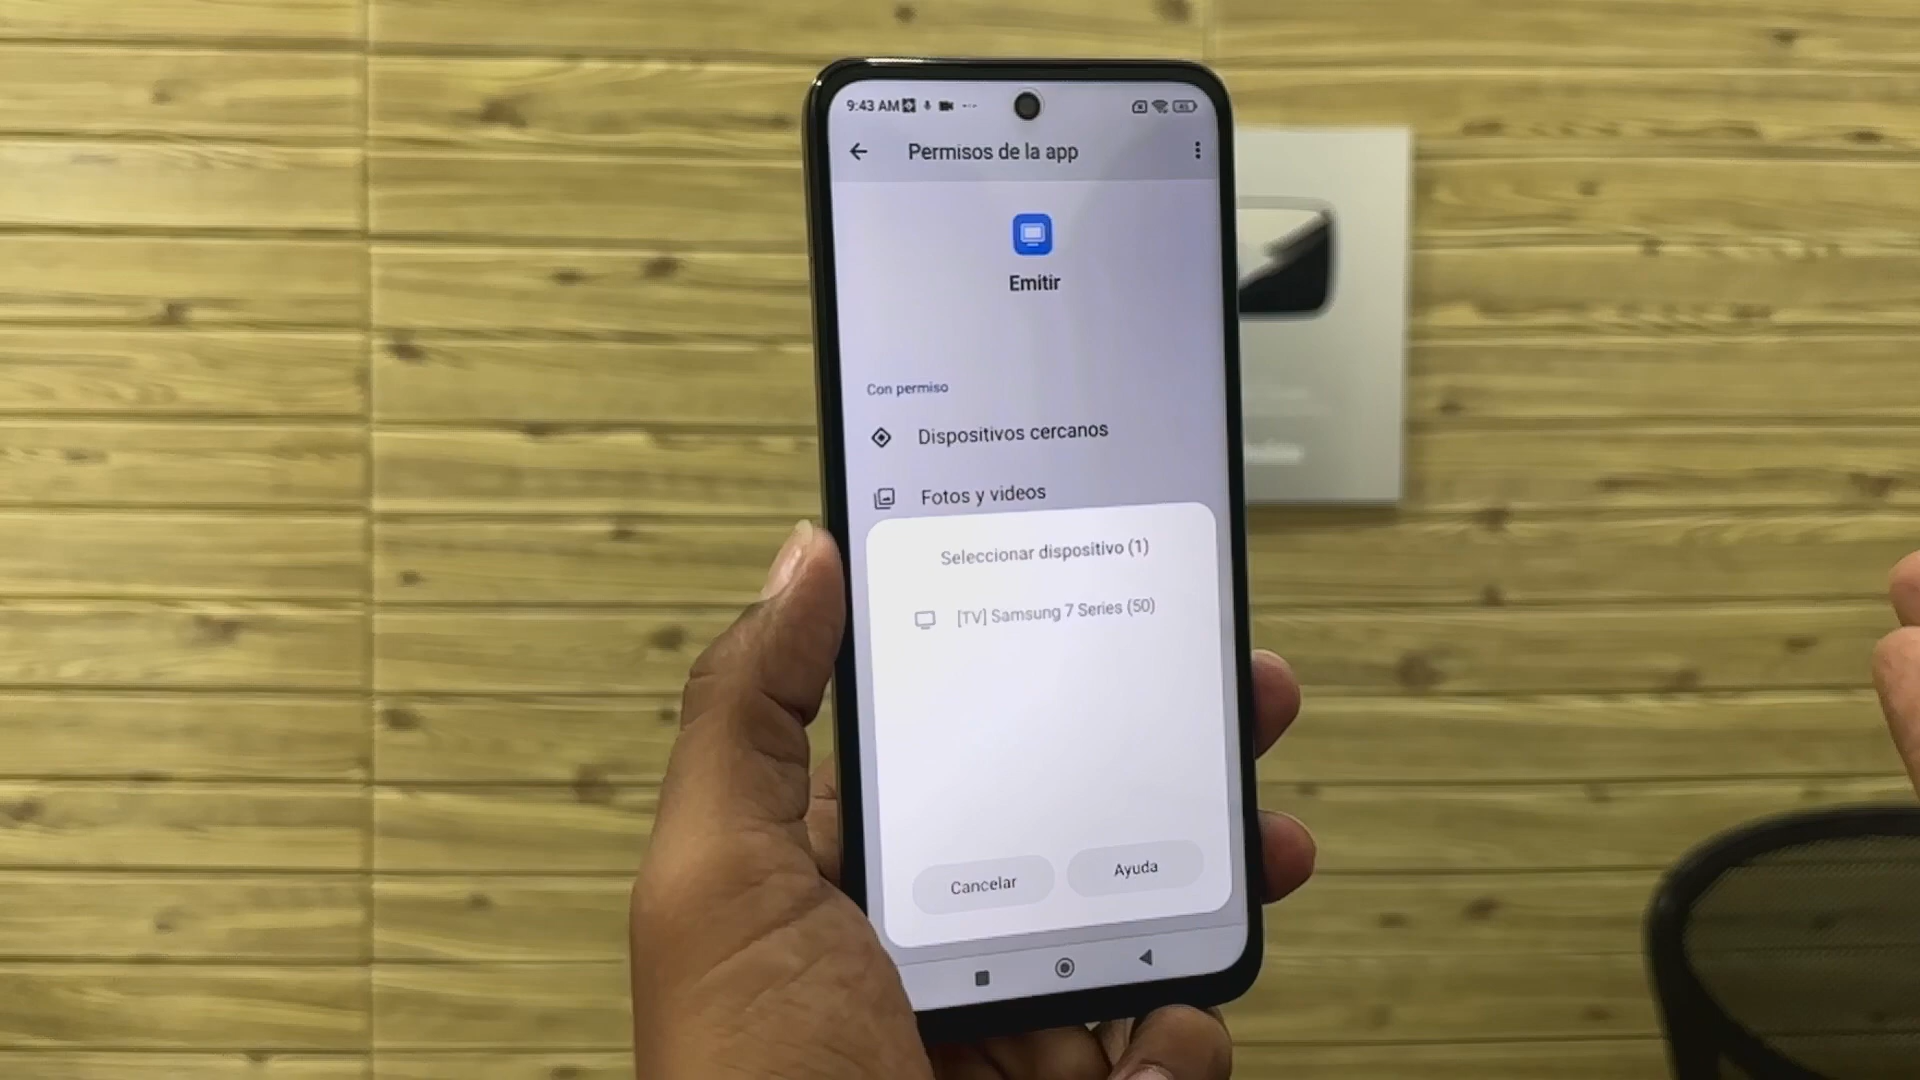 9:43 AM
Permisos de la app
Emitir
Con permiso
Dispositivos cercanos
Fotos y videos
Seleccionar dispositivo (1)
[TV] Samsung 7 Series (50)
Cancelar
Ayuda